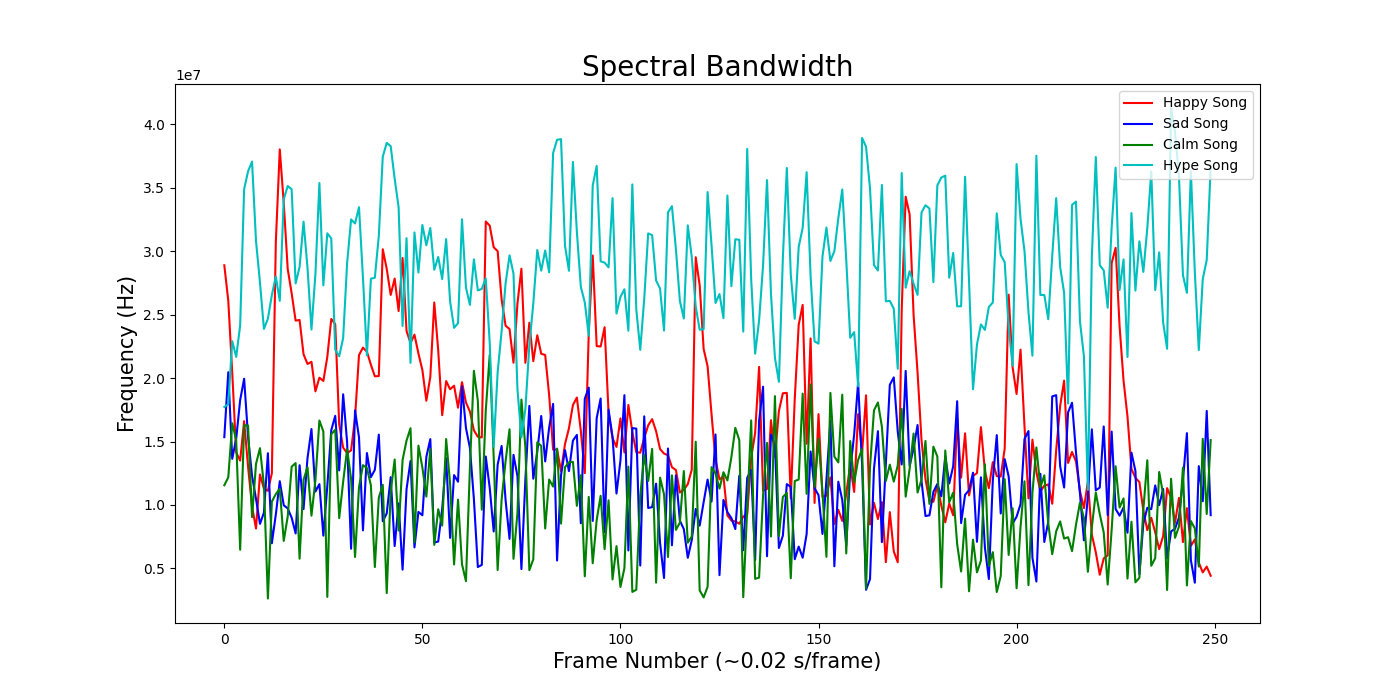 Spectral Bandwidth
1e7
Happy Song
Sad Song
Calm Song
Hype Song
4.0
3.5
3.0
2.5
2.0
1.5
1.0
0.5
Frequency (Hz)
0 50 100 150 200 250
Frame Number (~0.02 s/frame)